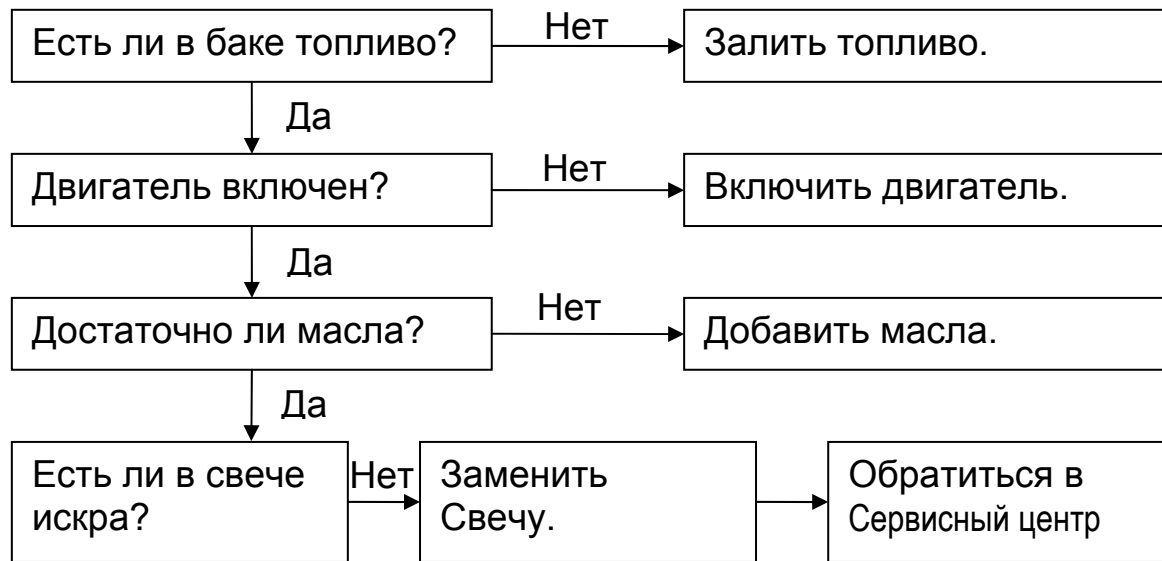 Есть ли в баке топливо?
Нет
Залить топливо.
Да
Двигатель включен?
Нет
Включить двигатель.
Да
Достаточно ли масла?
Нет
Добавить масла.
Да
Есть ли в свече
искра?
Нет
Заменить
Свечу.
Обратиться в
Сервисный центр